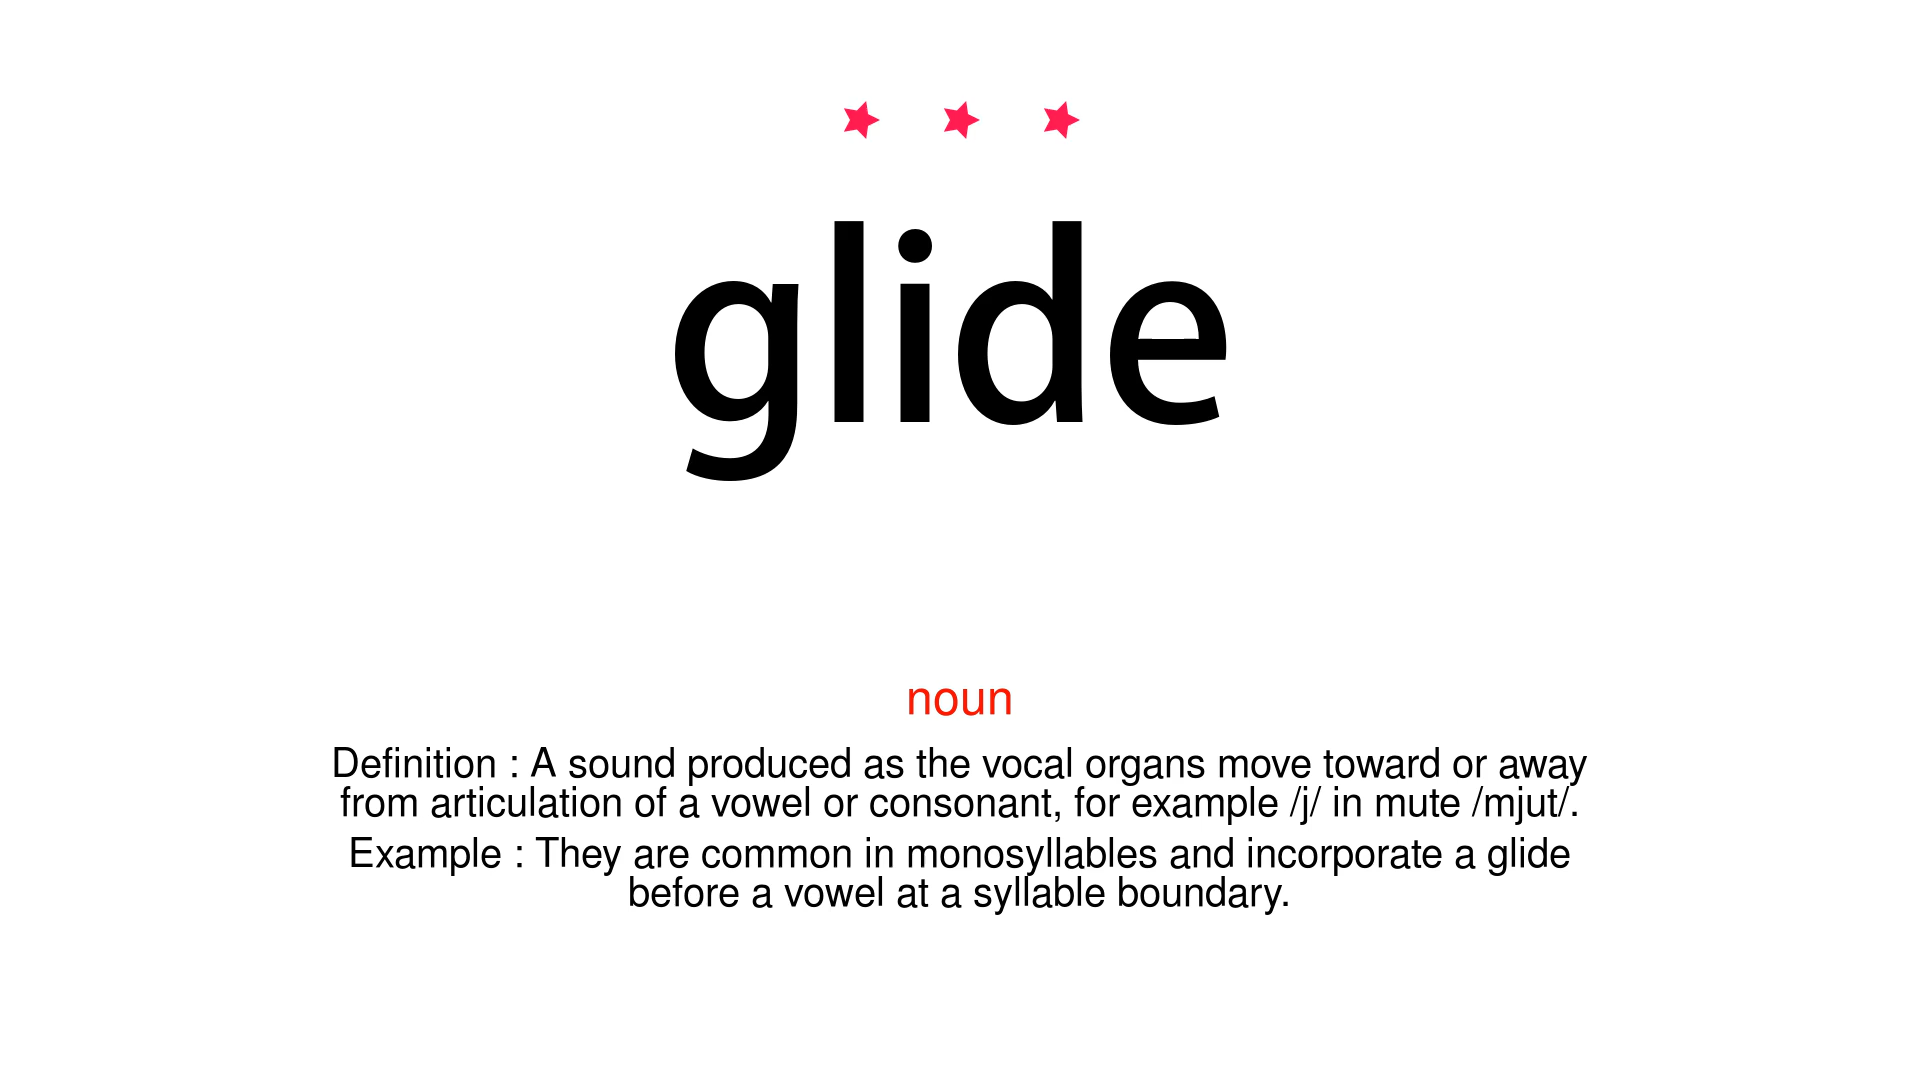 glide
noun
Definition : A sound produced as the vocal organs move toward or away
from articulation of a vowel or consonant, for example /j/ in mute /mjut/.
Example : They are common in monosyllables and incorporate a glide
before a vowel at a syllable boundary.